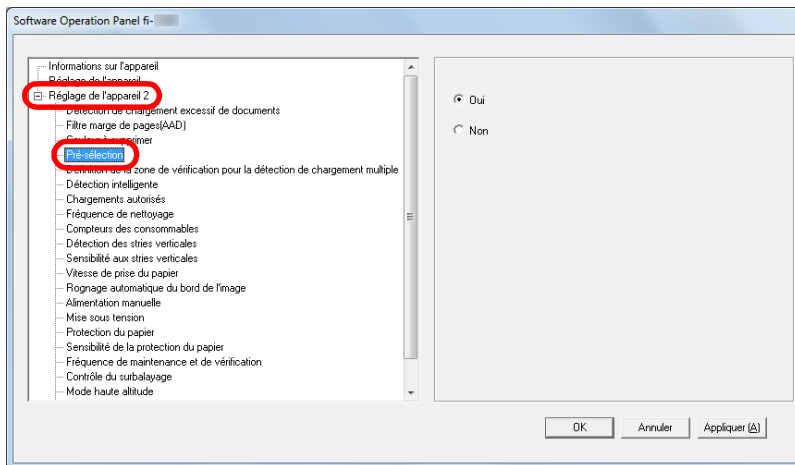 Software Operation Panel fi-
Informations sur l'appareil
Réglage de l'appareil
Réglage de l'appareil 2
Détection de chargement excessif de documents
Filtre marge de pages(AAD)
Couleur à supprimer
Pré-sélection
Définition de la zone de vérification pour la détection de chargement multiple
Détection intelligente
Chargements autorisés
Fréquence de nettoyage
Compteurs des consommables
Détection des stries verticales
Sensibilité aux stries verticales
Vitesse de prise du papier
Rognage automatique du bord de l'image
Alimentation manuelle
Mise sous tension
Protection du papier
Sensibilité de la protection du papier
Fréquence de maintenance et de vérification
Contrôle du surbalayage
Mode haute altitude
Oui
Non
OK Annuler Appliquer (A)